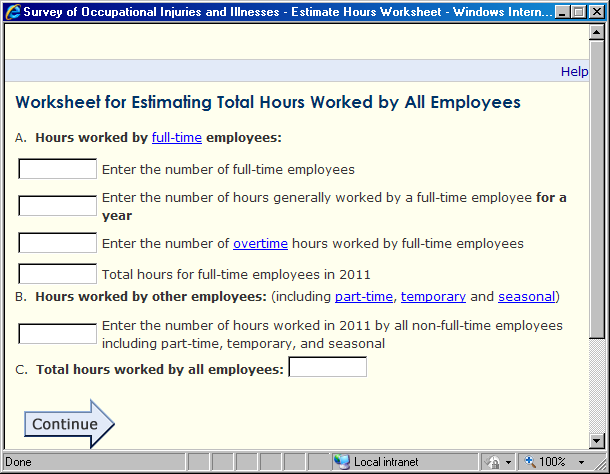 Survey of Occupational Injuries and Illnesses - Estimate Hours Worksheet - Windows Intern...
Help
Worksheet for Estimating Total Hours Worked by All Employees
A. Hours worked by full-time employees:
Enter the number of full-time employees
Enter the number of hours generally worked by a full-time employee for a
year
Enter the number of overtime hours worked by full-time employees
Total hours for full-time employees in 2011
B. Hours worked by other employees: (including part-time, temporary and seasonal)
Enter the number of hours worked in 2011 by all non-full-time employees
including part-time, temporary, and seasonal
C. Total hours worked by all employees:
Continue
Done Local intranet 100%